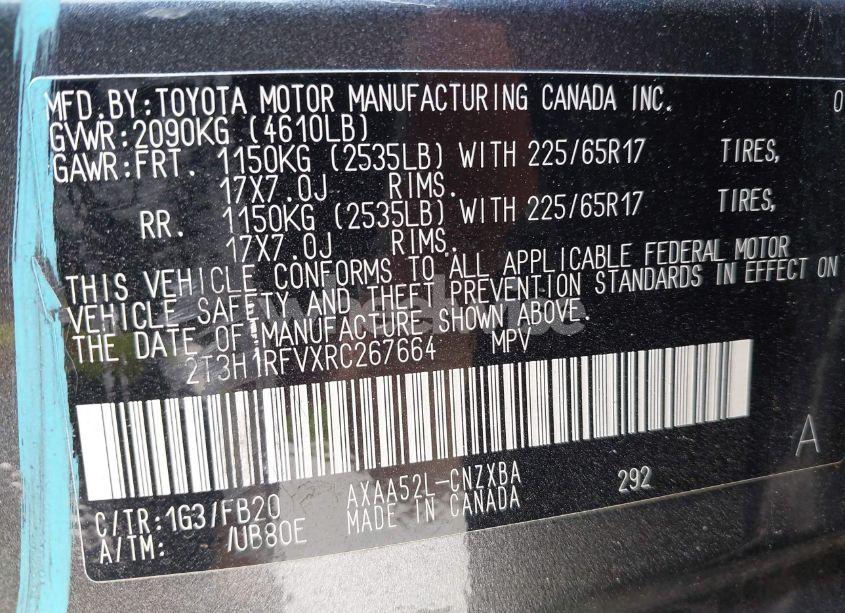 MFD.BY:TOYOTA MOTOR MANUFACTURING CANADA INC. 0
GVWR:2090KG (4610LB)
GAWR:FRT. 1150KG (2535LB) WITH 225/65R17 TIRES,
17X7.0J RIMS.
RR. 1150KG (2535LB) WITH 225/65R17 TIRES,
17X7.0J RIMS.
THIS VEHICLE CONFORMS TO ALL APPLICABLE FEDERAL MOTOR
VEHICLE SAFETY AND THEFT PREVENTION STANDARDS IN EFFECT ON
THE DATE OF MANUFACTURE SHOWN ABOVE.
2T3H1RFVXRC267664 MPV
A
C/TR:1G3/FB20 AXAA52L-CNZXBA 292
A/TM: /UB80E MADE IN CANADA